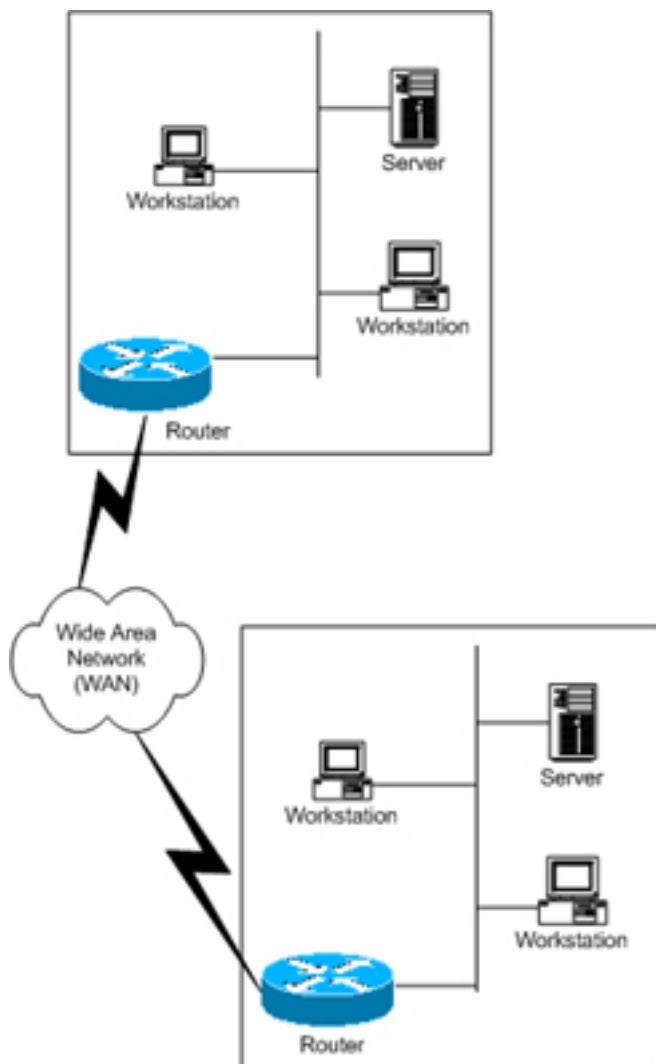 Server
Workstation
Workstation
Router
Wide Area
Network
(WAN)
Server
Workstation
Workstation
Router